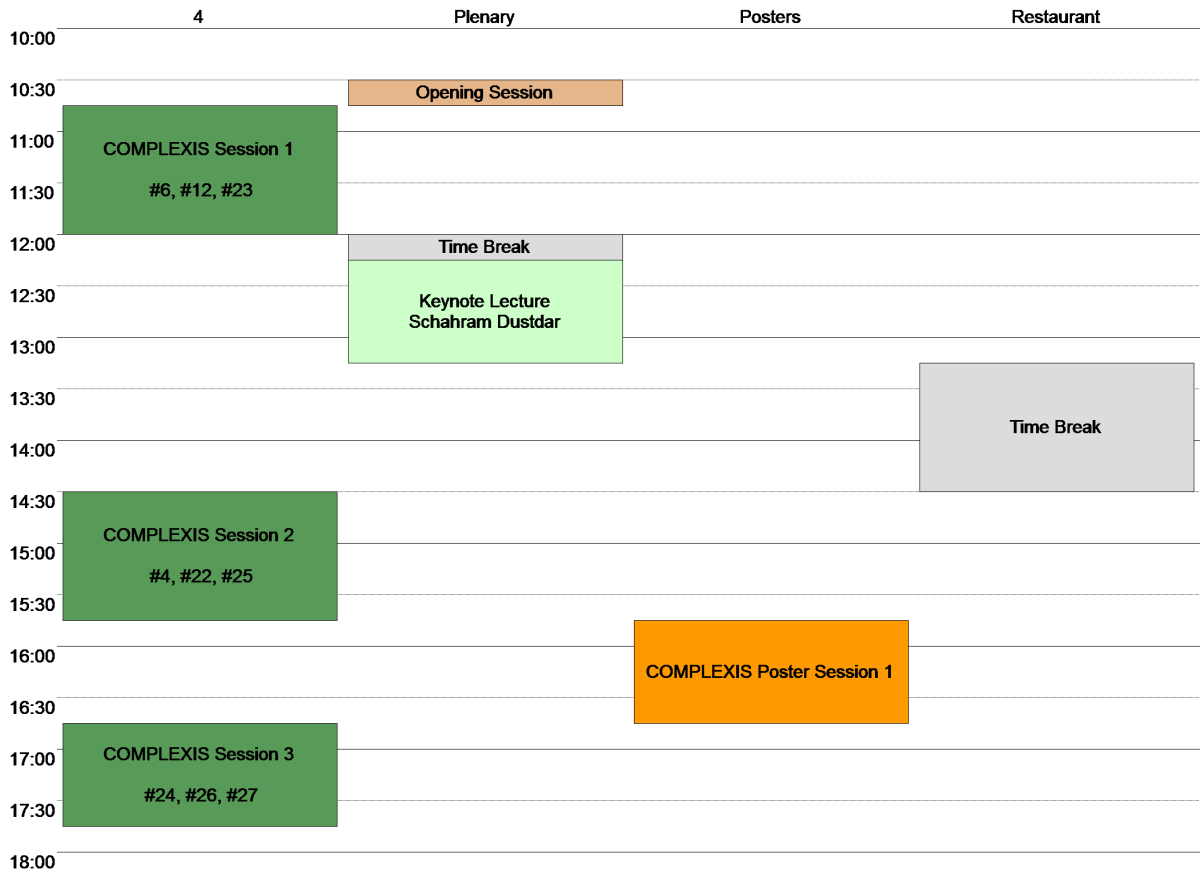 4 Plenary Posters Restaurant
10:00
10:30
Opening Session
11:00
COMPLEXIS Session 1
11:30
#6, #12, #23
12:00
Time Break
12:30
Keynote Lecture
Schahram Dustdar
13:00
13:30
Time Break
14:00
14:30
COMPLEXIS Session 2
15:00
#4, #22, #25
15:30
16:00
COMPLEXIS Poster Session 1
16:30
17:00
COMPLEXIS Session 3
#24, #26, #27
17:30
18:00